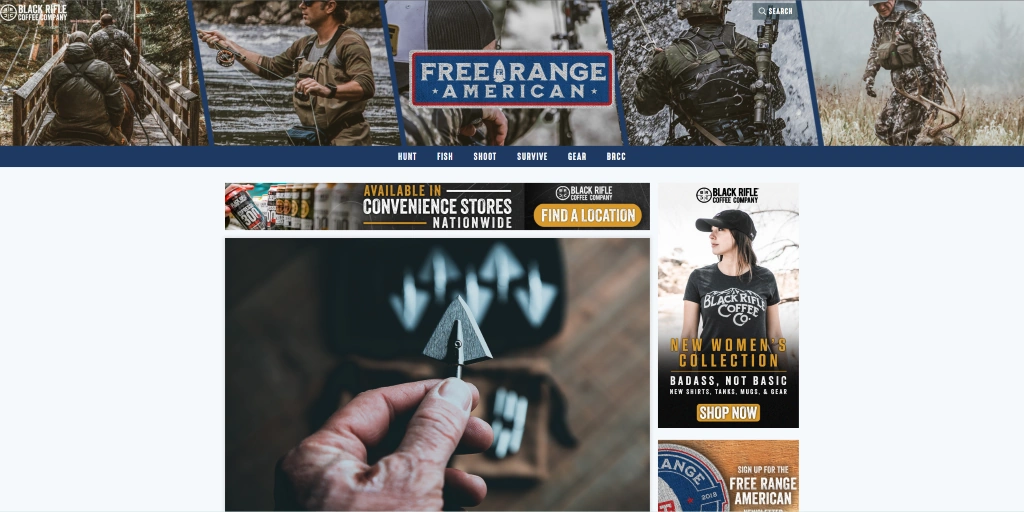 BLACK RIFLE
COFFEE COMPANY
SEARCH
FREE RANGE
AMERICAN
HUNT FISH SHOOT SURVIVE GEAR BRCC
AVAILABLE IN
CONVENIENCE STORES
NATIONWIDE
BLACK RIFLE
COFFEE COMPANY
FIND A LOCATION
BLACK RIFLE
COFFEE COMPANY
BLACK RIFLE
COFFEE
CO.
NEW WOMEN'S
COLLECTION
BADASS, NOT BASIC
NEW SHIRTS, TANKS, MUGS, & GEAR
SHOP NOW
RANGE
2018
SIGN UP FOR THE
FREE RANGE
AMERICAN
NEWSLETTER